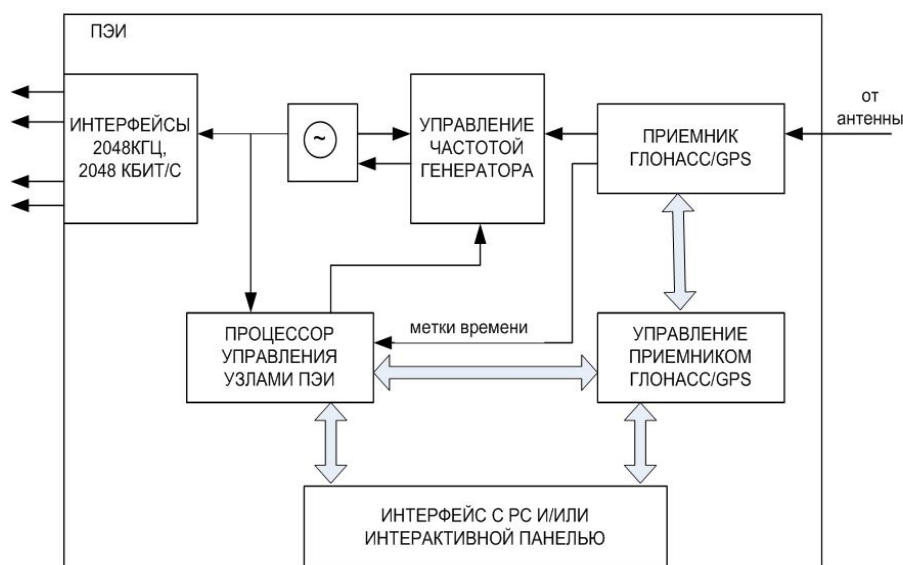 ПЭИ
ИНТЕРФЕЙСЫ
2048КГЦ,
2048 КБИТ/С
~
УПРАВЛЕНИЕ
ЧАСТОТОЙ
ГЕНЕРАТОРА
ПРИЕМНИК
ГЛОНАСС/GPS
от
антенны
ПРОЦЕССОР
УПРАВЛЕНИЯ
УЗЛАМИ ПЭИ
метки времени
УПРАВЛЕНИЕ
ПРИЕМНИКОМ
ГЛОНАСС/GPS
ИНТЕРФЕЙС С PC И/ИЛИ
ИНТЕРАКТИВНОЙ ПАНЕЛЬЮ